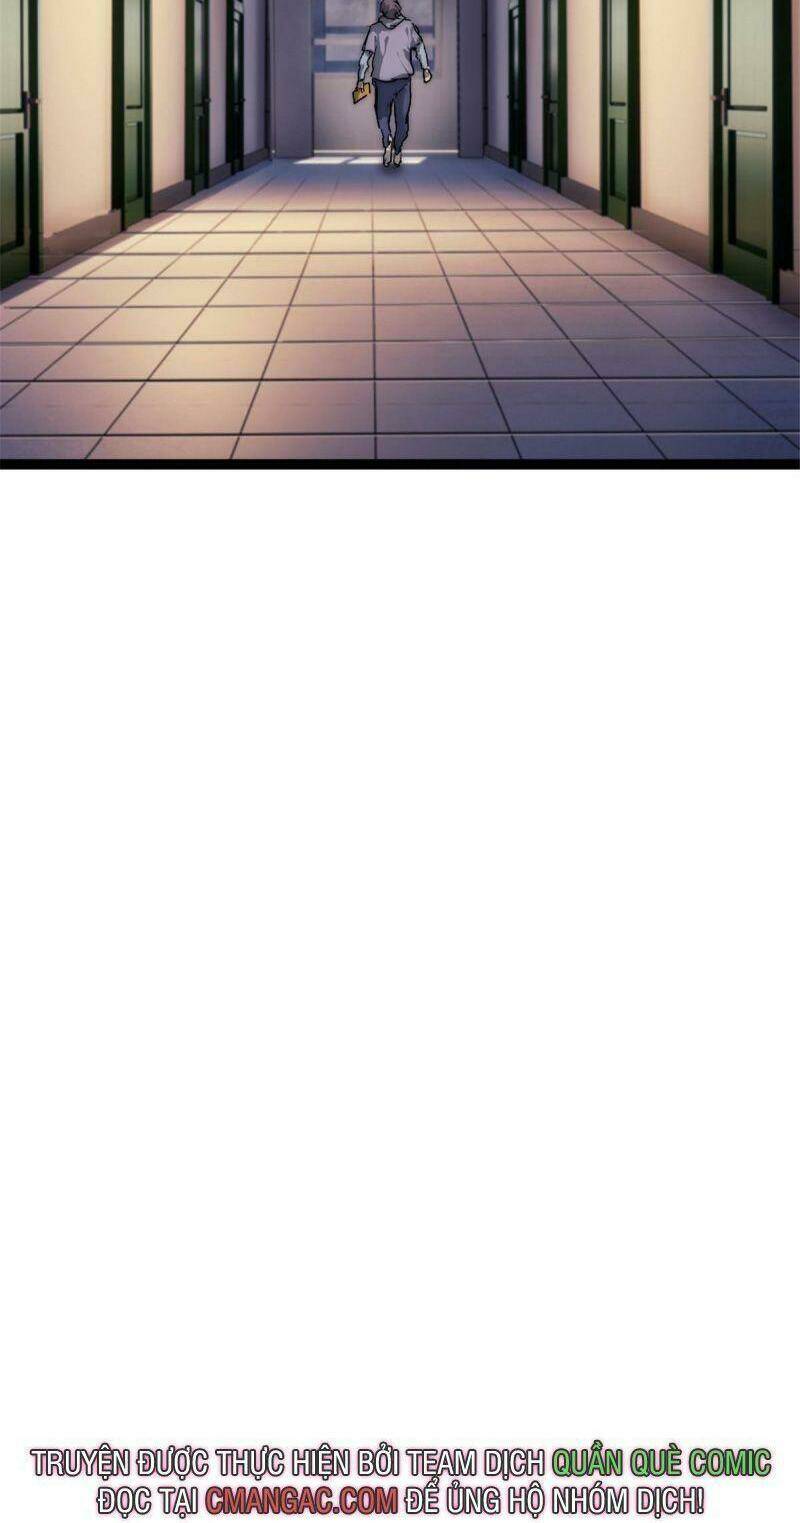 TRUYỆN ĐƯỢC THỰC HIỆN BỞI TEAM DỊCH QUẦN QUÈ COMIC
ĐỌC TẠI CMANGAC.COM ĐỂ ỦNG HỘ NHÓM DỊCH!